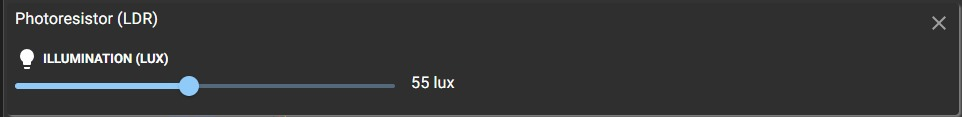 Photoresistor (LDR)
ILLUMINATION (LUX)
55 lux